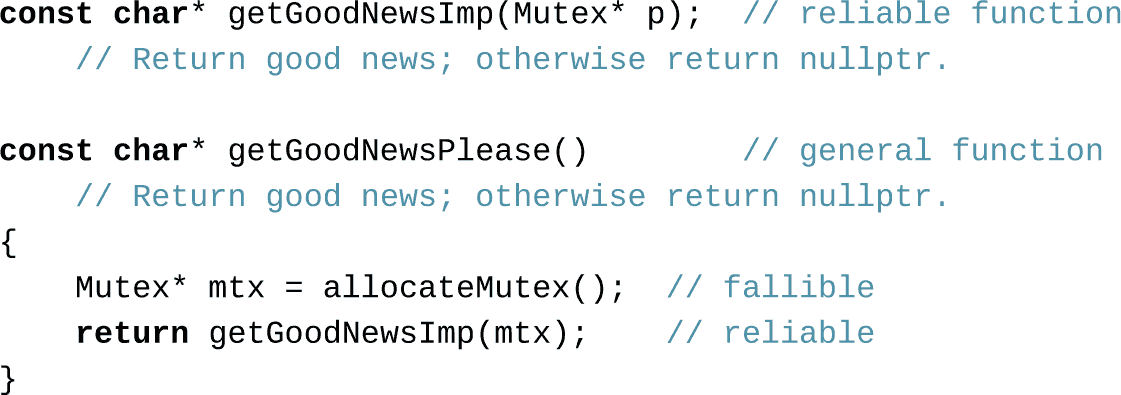 const char* getGoodNewsImp(Mutex* p);  // reliable function
    // Return good news; otherwise return nullptr.

const char* getGoodNewsPlease()        // general function
    // Return good news; otherwise return nullptr.
{
    Mutex* mtx = allocateMutex();  // fallible
    return getGoodNewsImp(mtx);    // reliable
}